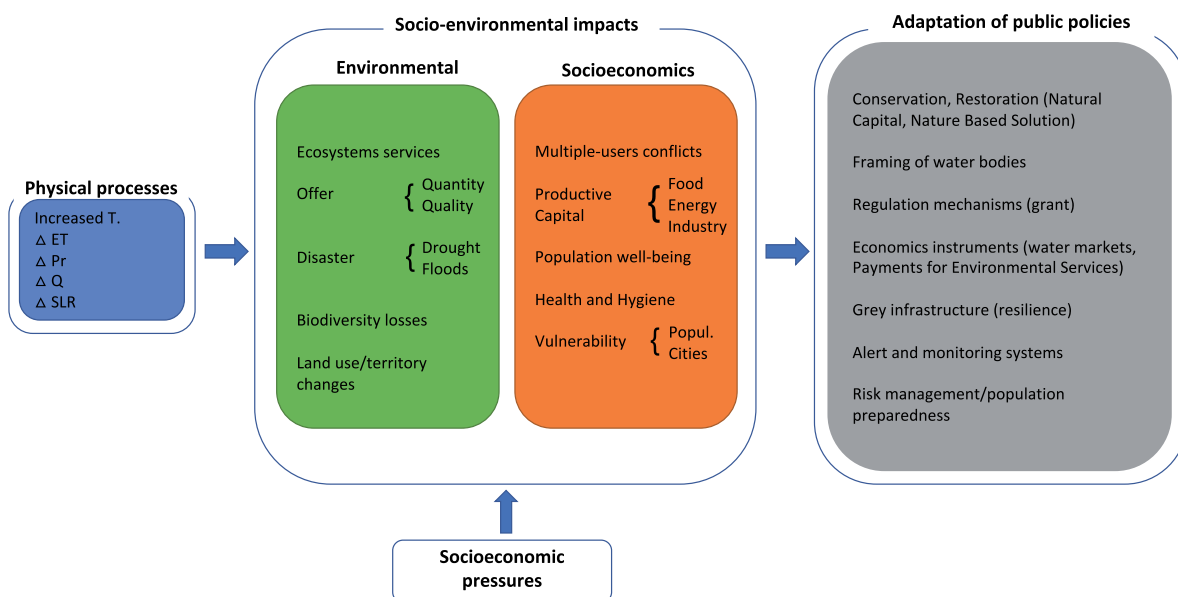 Physical processes
Increased T.
△ ET
△ Pr
△ Q
△ SLR
Socio-environmental impacts
Environmental
Ecosystems services
Offer { Quantity
Quality
Disaster { Drought
Floods
Biodiversity losses
Land use/territory
changes
Socioeconomics
Multiple-users conflicts
Productive
Capital { Food
Energy
Industry
Population well-being
Health and Hygiene
Vulnerability { Popul.
Cities
Socioeconomic
pressures
Adaptation of public policies
Conservation, Restoration (Natural
Capital, Nature Based Solution)
Framing of water bodies
Regulation mechanisms (grant)
Economics instruments (water markets,
Payments for Environmental Services)
Grey infrastructure (resilience)
Alert and monitoring systems
Risk management/population
preparedness